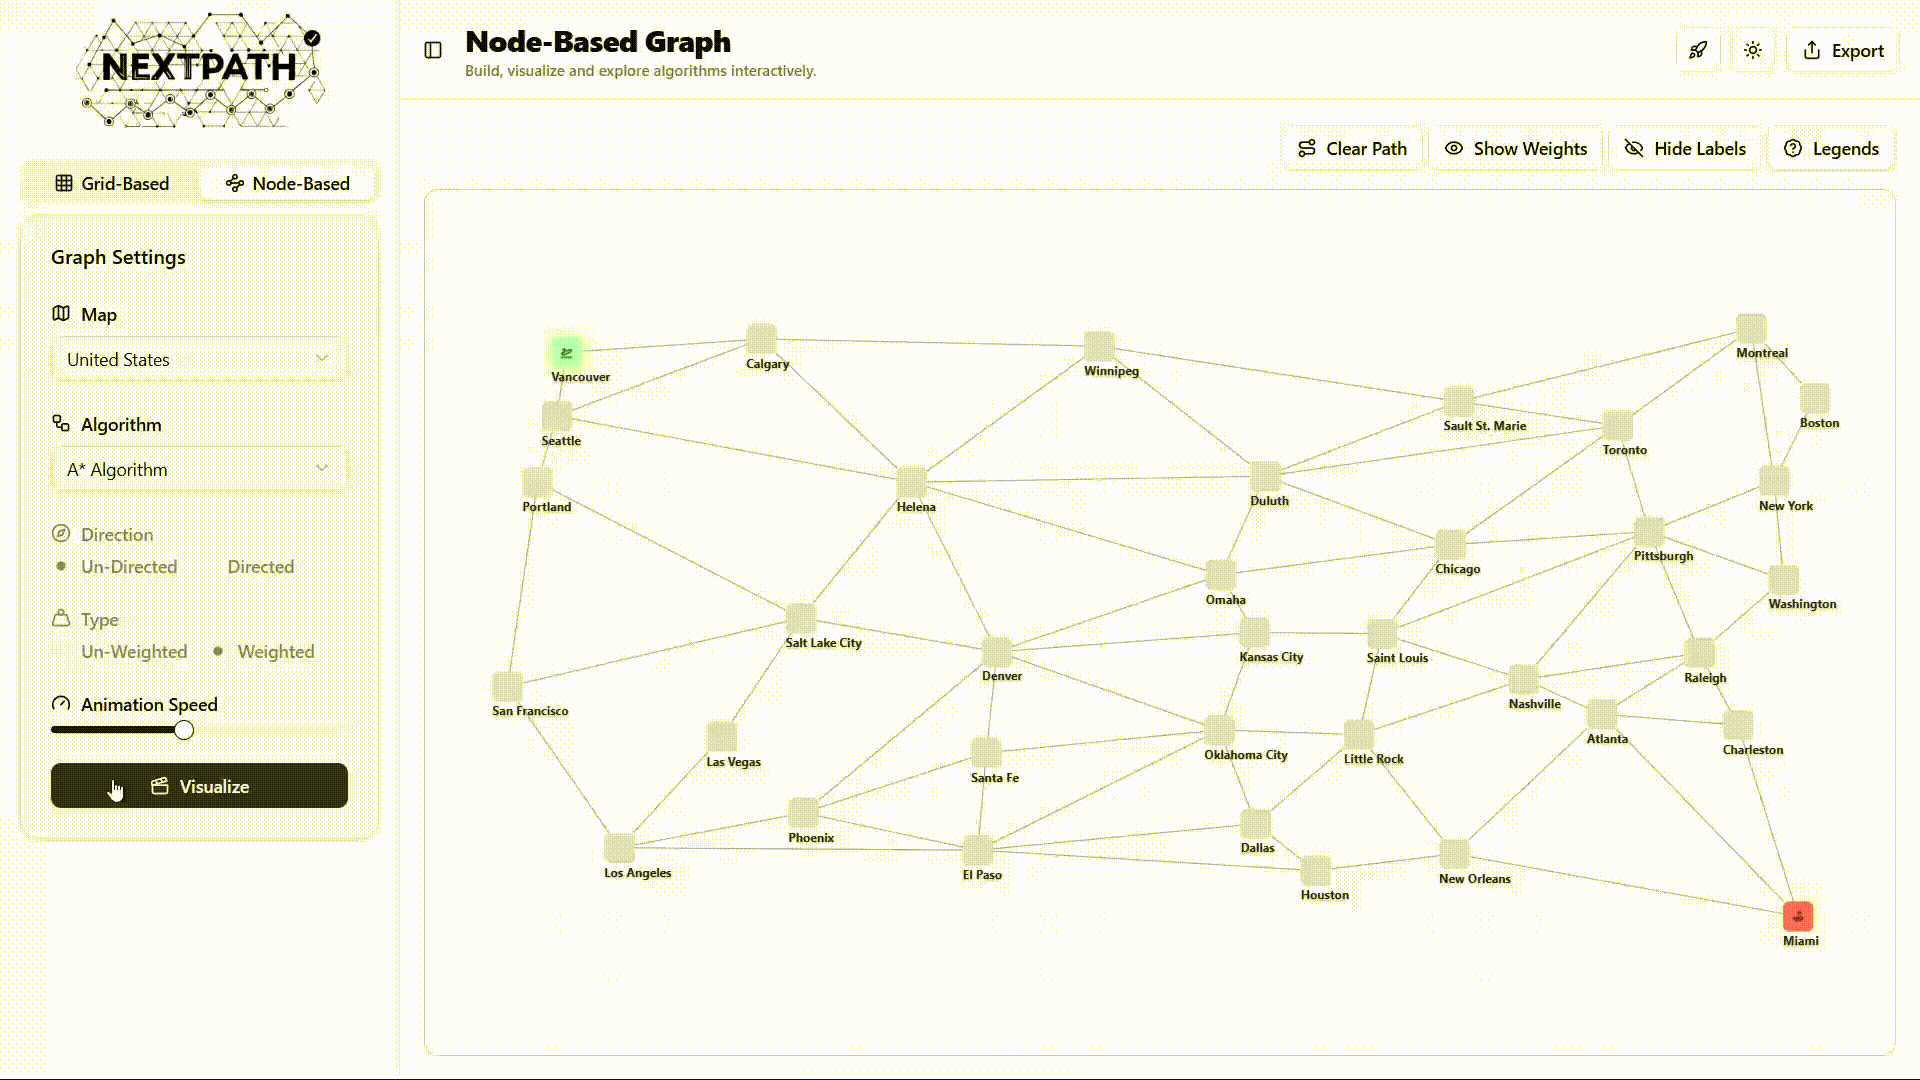 NEXTPATH
Node-Based Graph
Build, visualize and explore algorithms interactively.
Export
Grid-Based
Node-Based
Clear Path
Show Weights
Hide Labels
Legends
Graph Settings
Map
United States
Algorithm
A* Algorithm
Direction
Un-Directed
Directed
Type
Un-Weighted
Weighted
Animation Speed
Visualize
Vancouver
Calgary
Winnipeg
Montreal
Sault St. Marie
Boston
Seattle
Toronto
Portland
Helena
Duluth
New York
Pittsburgh
Chicago
Omaha
Washington
Salt Lake City
Kansas City
Saint Louis
Denver
Raleigh
San Francisco
Nashville
Atlanta
Las Vegas
Oklahoma City
Little Rock
Charleston
Santa Fe
Phoenix
Dallas
Los Angeles
El Paso
New Orleans
Houston
Miami